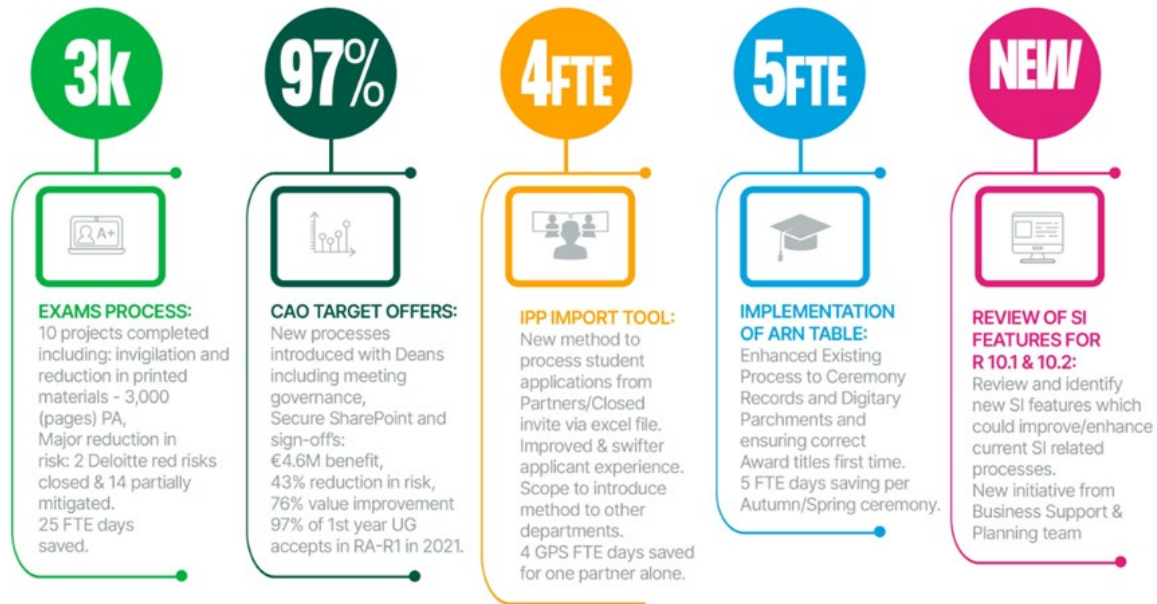 3k
A+
EXAMS PROCESS:
10 projects completed
including: invigilation and
reduction in printed
materials - 3,000
(pages) PA,
Major reduction in
risk: 2 Deloitte red risks
closed & 14 partially
mitigated.
25 FTE days
saved.
97%
CAO TARGET OFFERS:
New processes
introduced with Deans
including meeting
governance,
Secure SharePoint and
sign-off's:
€4.6M benefit,
43% reduction in risk,
76% value improvement
97% of 1st year UG
accepts in RA-R1 in 2021.
4FTE
IPP IMPORT TOOL:
New method to
process student
applications from
Partners/Closed
invite via excel file.
Improved & swifter
applicant experience.
Scope to introduce
method to other
departments.
4 GPS FTE days saved
for one partner alone.
5FTE
IMPLEMENTATION
OF ARN TABLE:
Enhanced Existing
Process to Ceremony
Records and Digitary
Parchments and
ensuring correct
Award titles first time.
5 FTE days saving per
Autumn/Spring ceremony.
NEW
REVIEW OF SI
FEATURES FOR
R 10.1 & 10.2:
Review and identify
new SI features which
could improve/enhance
current SI related
processes.
New initiative from
Business Support &
Planning team